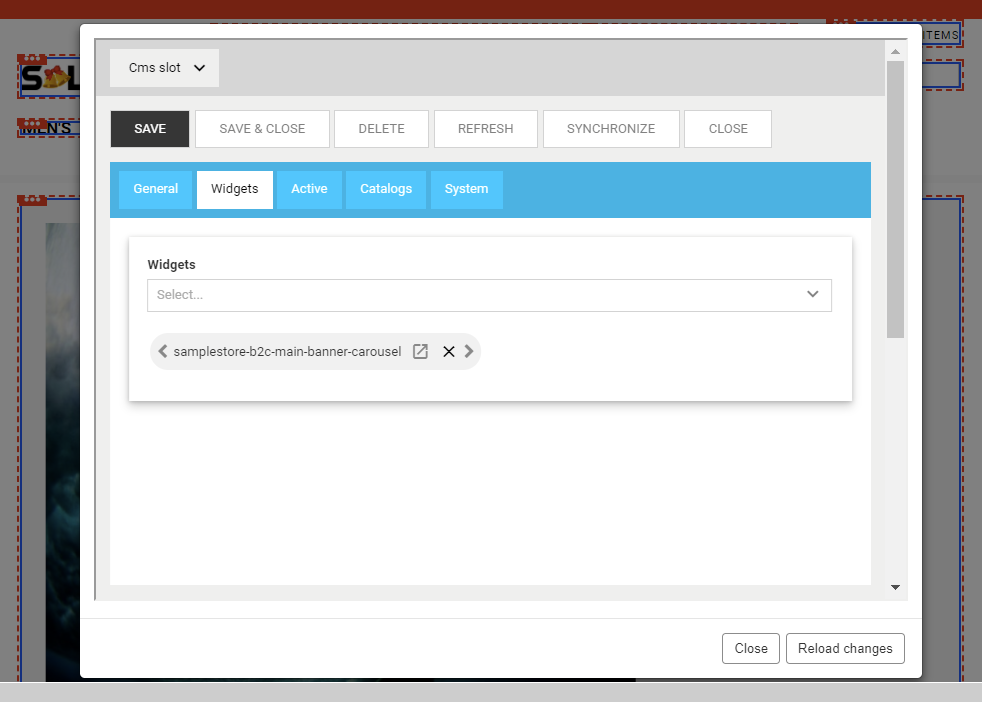 ITEMS
MEN'S
Cms slot
SAVE SAVE & CLOSE DELETE REFRESH SYNCHRONIZE CLOSE
General Widgets Active Catalogs System
Widgets
Select...
samplestore-b2c-main-banner-carousel
Close Reload changes